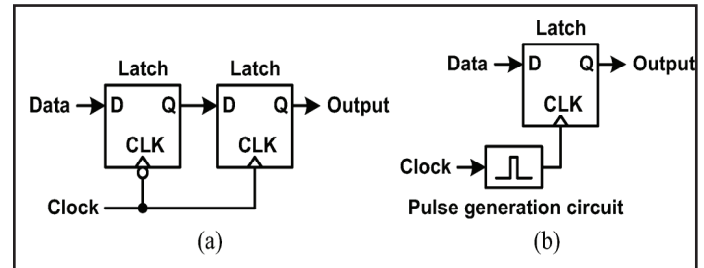 Latch Latch
Data D Q D Q Output
CLK CLK
Clock
(a)
Latch
Data D Q Output
CLK
Clock
Pulse generation circuit
(b)